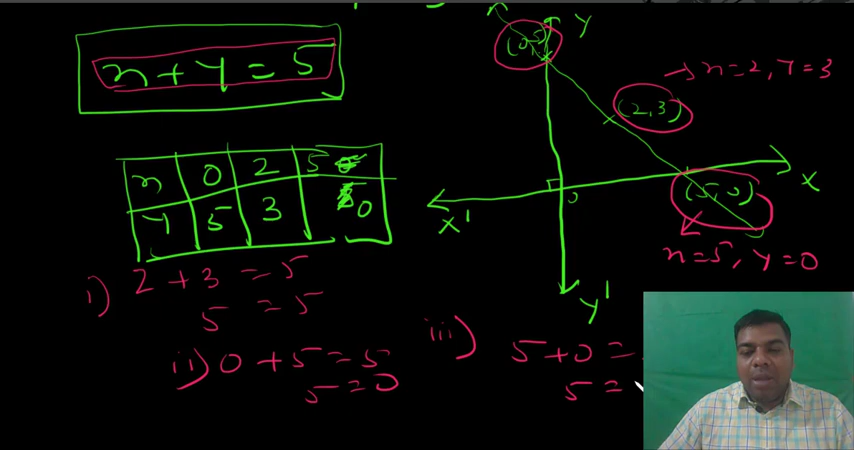 x + y = 5
x 0 2 5
y 5 3 0
i) 2 + 3 = 5
5 = 5
ii) 0 + 5 = 5
5 = 0
iii) 5 + 0 =
5 =
Y
(0,5)
→ x = 2, y = 3
(2,3)
X
X'
0
(5,0)
x = 5, y = 0
Y'